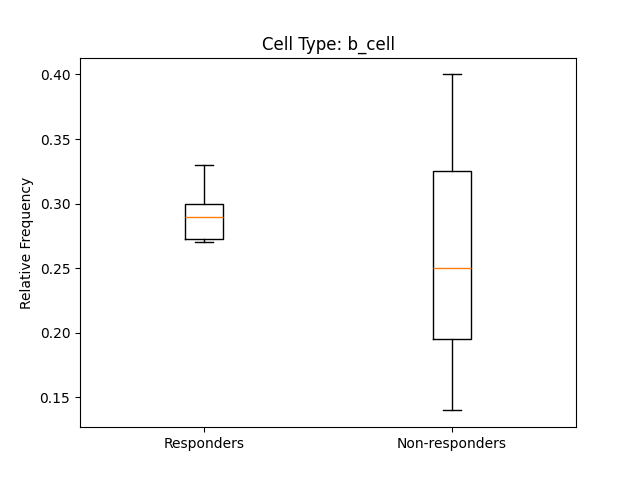 Cell Type: b_cell
0.40
0.35
0.30
0.25
0.20
0.15
Relative Frequency
Responders
Non-responders